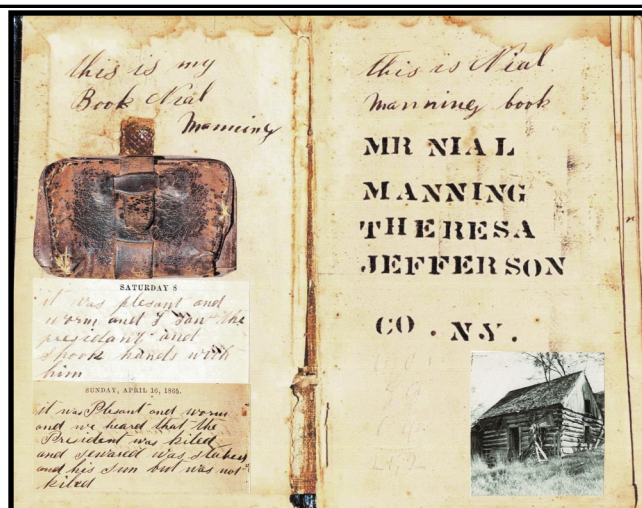 this is my
Book Nial
Manning
SATURDAY 8
it was plesant and
worm and I saw the
president and
shook hands with
him
SUNDAY, APRIL 16, 1865.
it was Plesant and worm
and we heard that the
President was kiled
and seward was stabed
and his sun but was not
kiled
this is Nial
Manning book
MR NIAL
MANNING
THERESA
JEFFERSON
CO. N.Y.